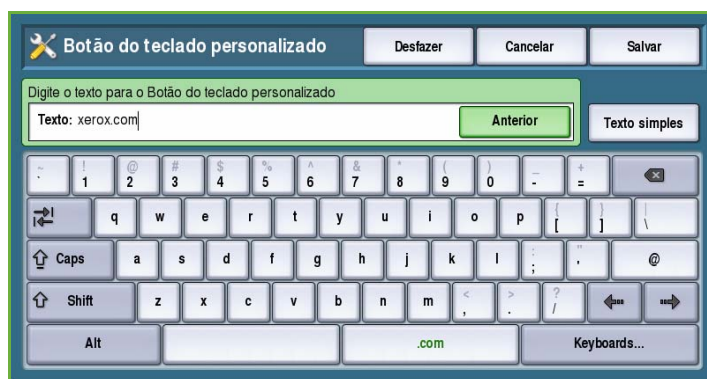 Botão do teclado personalizado Desfazer Cancelar Salvar
Digite o texto para o Botão do teclado personalizado
Texto: xerox.com Anterior Texto simples
~ ! @ # $ % ^ & * ( ) _ +
` 1 2 3 4 5 6 7 8 9 0 - =
q w e r t y u i o p { [ } ] | \
Caps a s d f g h j k l : ; " ' @
Shift z x c v b n m < , > . ? /
Alt .com Keyboards...